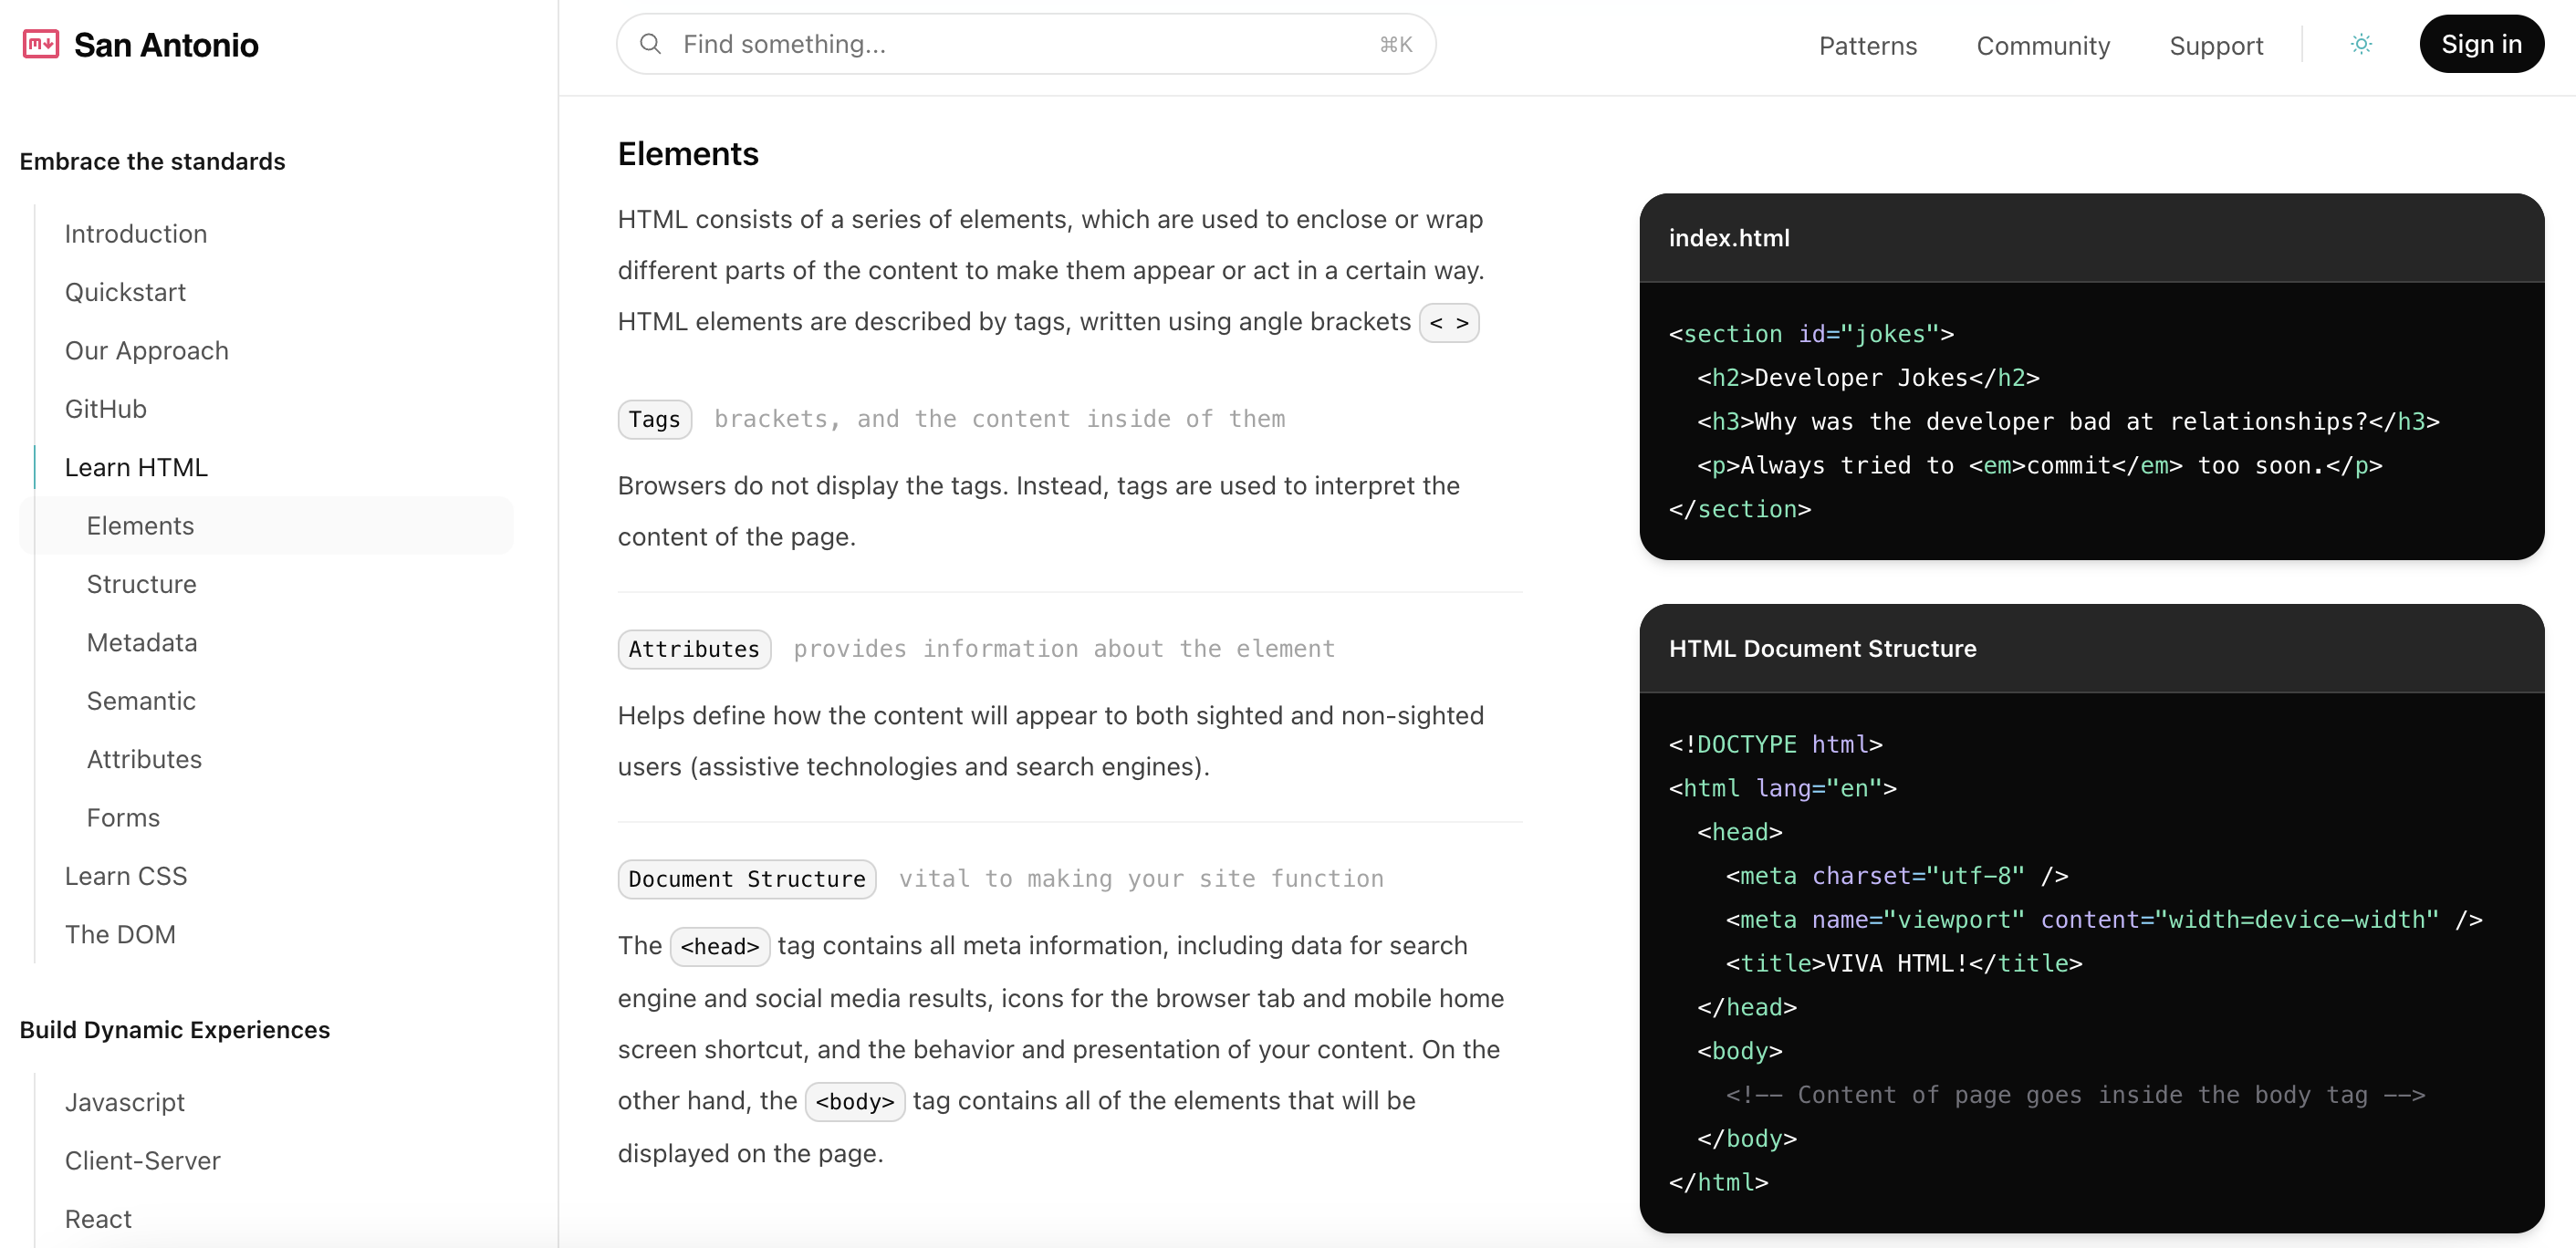 San Antonio
Find something...
⌘K
Patterns
Community
Support
Sign in
Embrace the standards
Introduction
Quickstart
Our Approach
GitHub
Learn HTML
Elements
Structure
Metadata
Semantic
Attributes
Forms
Learn CSS
The DOM
Build Dynamic Experiences
Javascript
Client-Server
React
Elements
HTML consists of a series of elements, which are used to enclose or wrap
different parts of the content to make them appear or act in a certain way.
HTML elements are described by tags, written using angle brackets < >
Tags brackets, and the content inside of them
Browsers do not display the tags. Instead, tags are used to interpret the
content of the page.
Attributes provides information about the element
Helps define how the content will appear to both sighted and non-sighted
users (assistive technologies and search engines).
Document Structure vital to making your site function
The <head> tag contains all meta information, including data for search
engine and social media results, icons for the browser tab and mobile home
screen shortcut, and the behavior and presentation of your content. On the
other hand, the <body> tag contains all of the elements that will be
displayed on the page.
index.html
<section id="jokes">
  <h2>Developer Jokes</h2>
  <h3>Why was the developer bad at relationships?</h3>
  <p>Always tried to <em>commit</em> too soon.</p>
</section>
HTML Document Structure
<!DOCTYPE html>
<html lang="en">
  <head>
    <meta charset="utf-8" />
    <meta name="viewport" content="width=device-width" />
    <title>VIVA HTML!</title>
  </head>
  <body>
    <!-- Content of page goes inside the body tag -->
  </body>
</html>